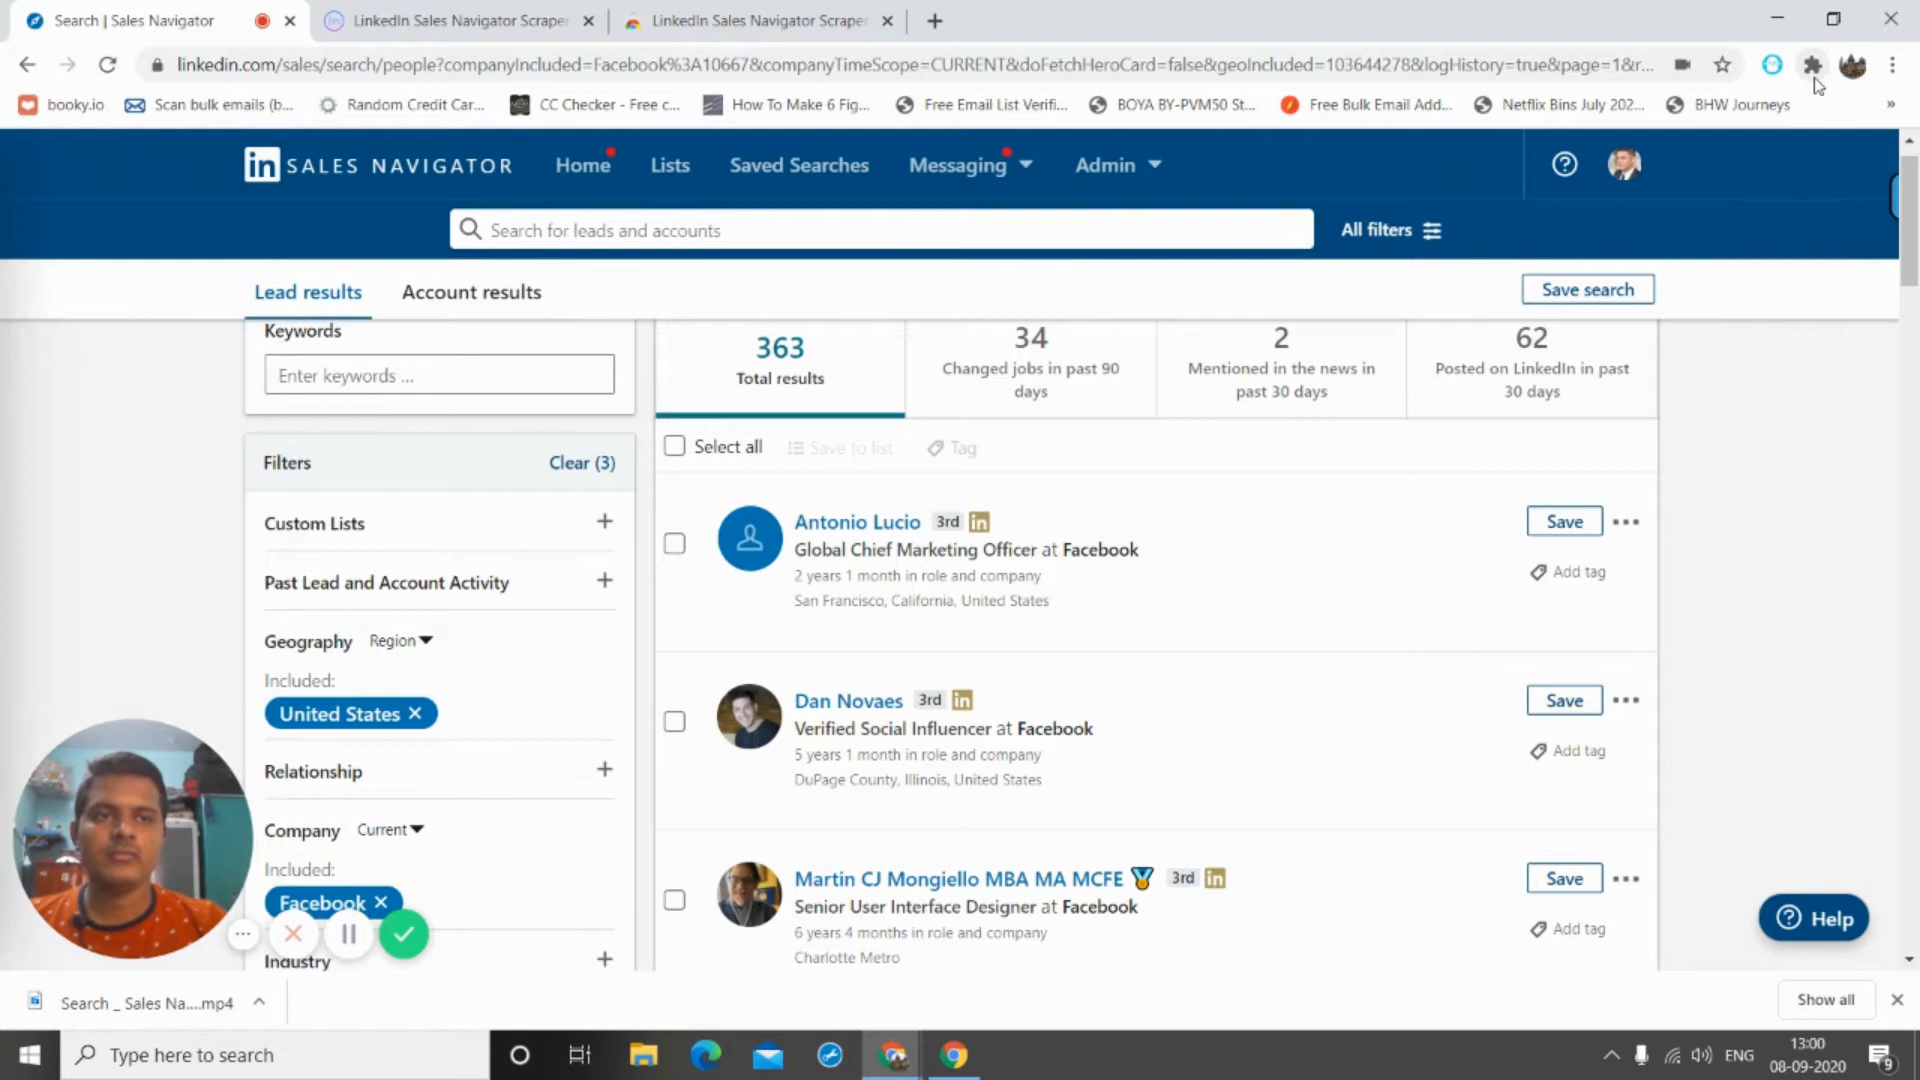 Search | Sales Navigator
LinkedIn Sales Navigator Scraper
LinkedIn Sales Navigator Scraper
linkedin.com/sales/search/people?companyIncluded=Facebook%3A10667&companyTimeScope=CURRENT&doFetchHeroCard=false&geoIncluded=103644278&logHistory=true&page=1&r...
booky.io
Scan bulk emails (b...
Random Credit Car...
CC Checker - Free c...
How To Make 6 Fig...
Free Email List Verifi...
BOYA BY-PVM50 St...
Free Bulk Email Add...
Netflix Bins July 202...
BHW Journeys
»
in SALES NAVIGATOR
Home
Lists
Saved Searches
Messaging
Admin
Search for leads and accounts
All filters
Lead results
Account results
Save search
Keywords
Enter keywords ...
Filters
Clear (3)
Custom Lists
Past Lead and Account Activity
Geography Region
Included:
United States
Relationship
Company Current
Included:
Facebook
Industry
363
Total results
34
Changed jobs in past 90
days
2
Mentioned in the news in
past 30 days
62
Posted on LinkedIn in past
30 days
Select all
Save to list
Tag
Antonio Lucio 3rd in
Global Chief Marketing Officer at Facebook
2 years 1 month in role and company
San Francisco, California, United States
Save
Add tag
Dan Novaes 3rd in
Verified Social Influencer at Facebook
5 years 1 month in role and company
DuPage County, Illinois, United States
Save
Add tag
Martin CJ Mongiello MBA MA MCFE 3rd in
Senior User Interface Designer at Facebook
6 years 4 months in role and company
Charlotte Metro
Save
Add tag
Help
Search _ Sales Na....mp4
Show all
Type here to search
ENG
13:00
08-09-2020
9